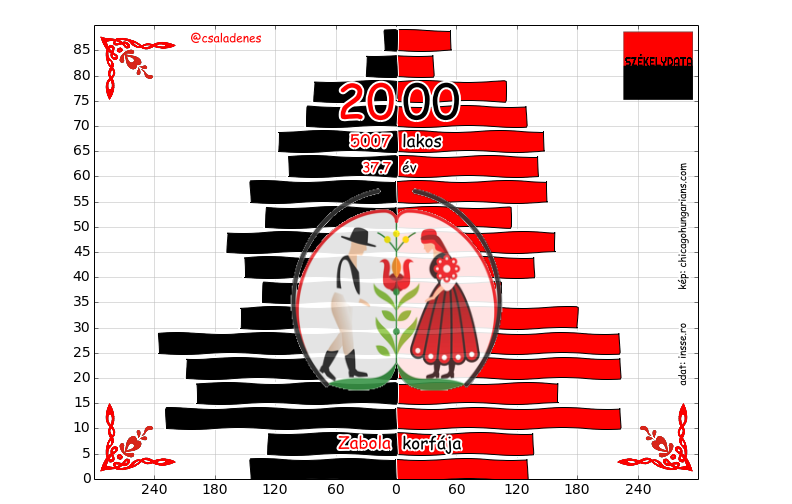 @csaladenes
SZÉKELYDATA
2000
5007 lakos
37.7 év
kép: chicagohungarians.com
adat: insse.ro
Zabola korfája
85
80
75
70
65
60
55
50
45
40
35
30
25
20
15
10
5
0
240 180 120 60 0 60 120 180 240